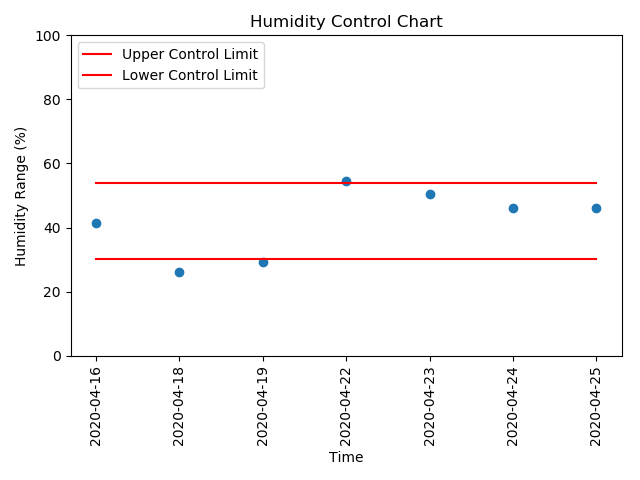 Humidity Control Chart
Upper Control Limit
Lower Control Limit
Humidity Range (%)
100
80
60
40
20
0
2020-04-16
2020-04-18
2020-04-19
2020-04-22
2020-04-23
2020-04-24
2020-04-25
Time